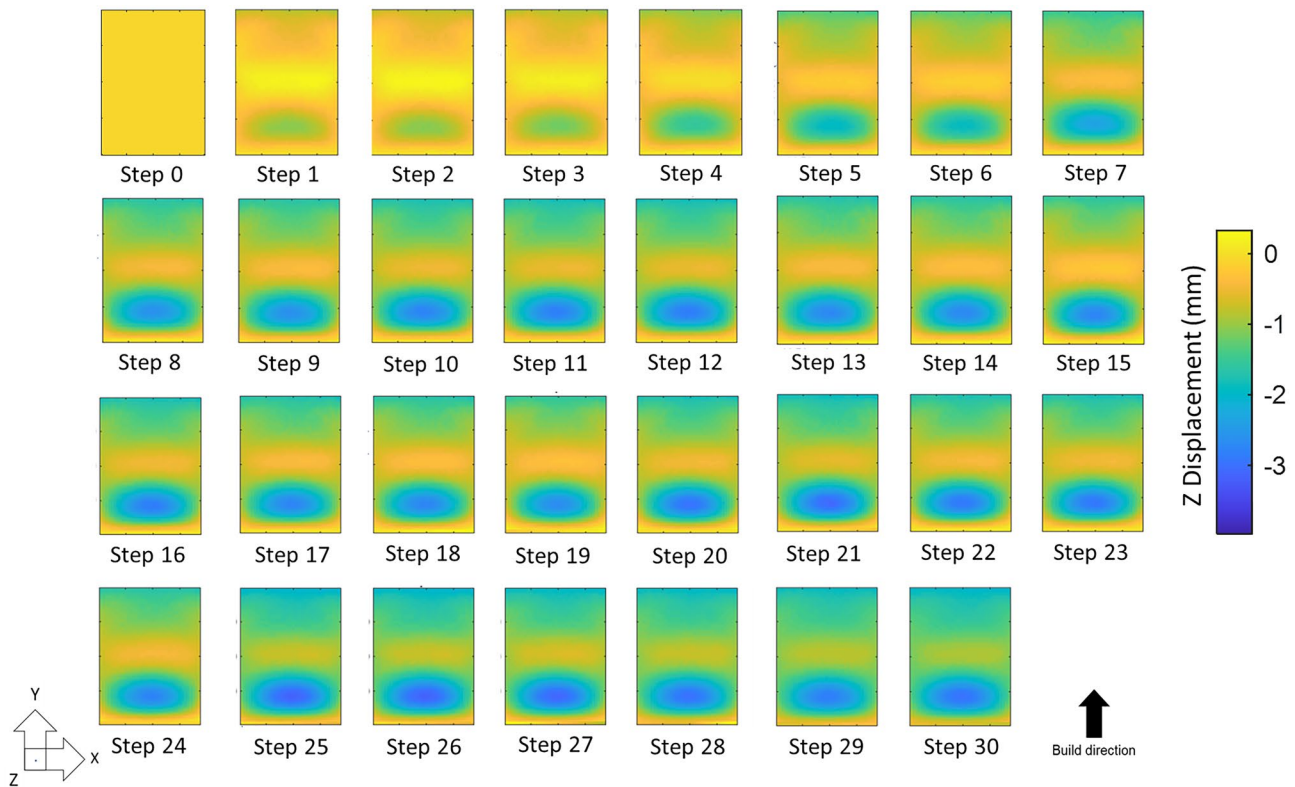 Step 0 Step 1 Step 2 Step 3 Step 4 Step 5 Step 6 Step 7
Step 8 Step 9 Step 10 Step 11 Step 12 Step 13 Step 14 Step 15
Step 16 Step 17 Step 18 Step 19 Step 20 Step 21 Step 22 Step 23
Step 24 Step 25 Step 26 Step 27 Step 28 Step 29 Step 30
Z Displacement (mm)
0
-1
-2
-3
Y
X
Z
Build direction